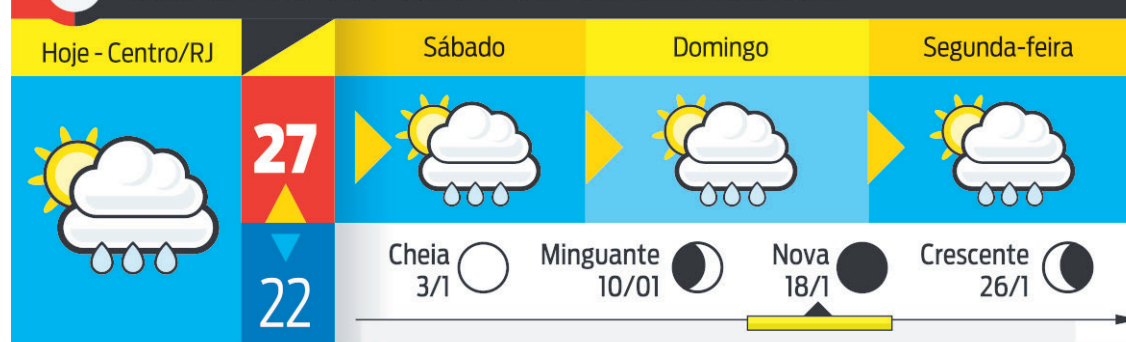 Hoje - Centro/RJ
27
22
Sábado
Domingo
Segunda-feira
Cheia
3/1
Minguante
10/01
Nova
18/1
Crescente
26/1